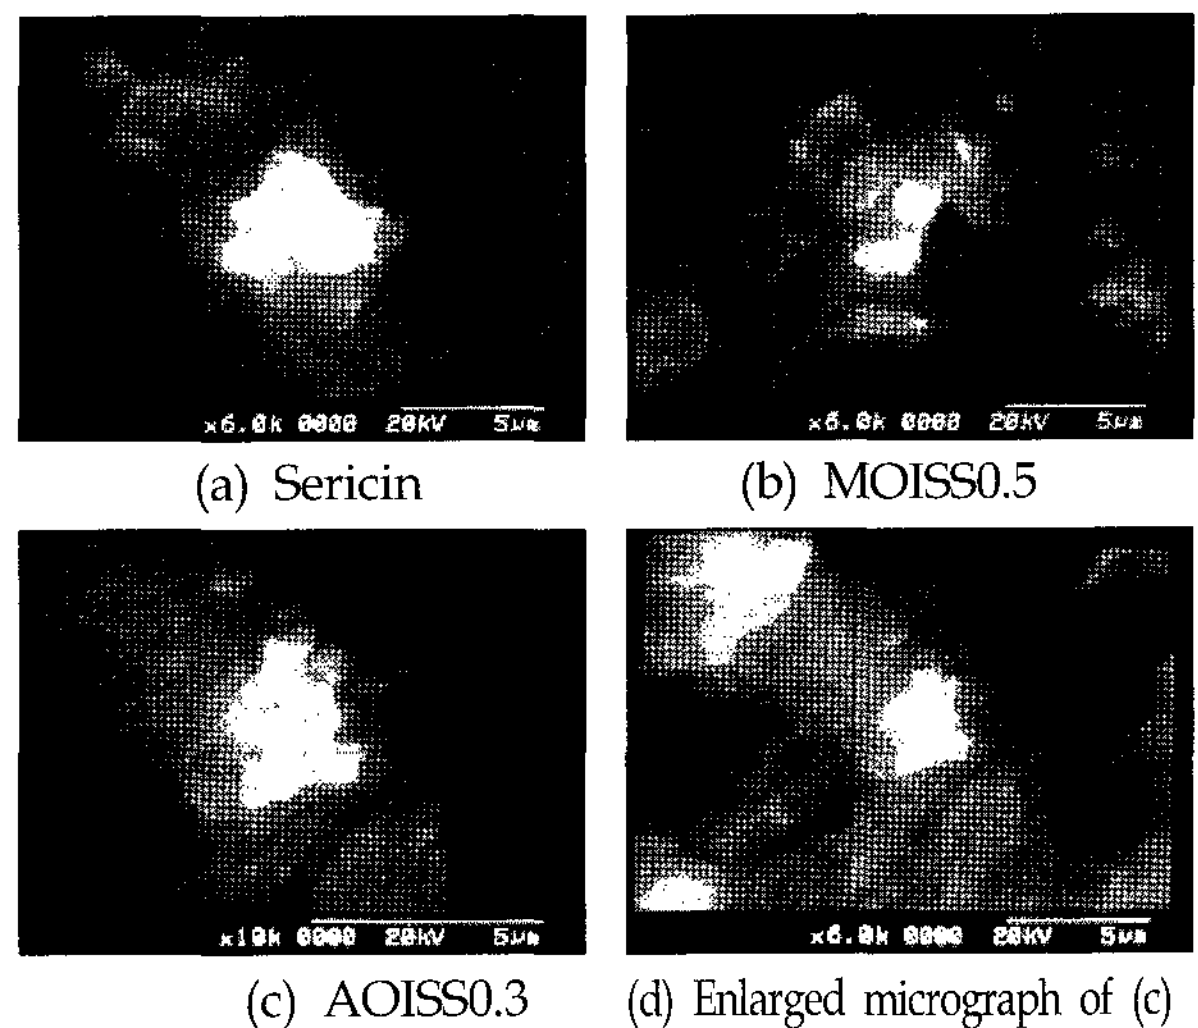 x6.0k 0000 20kV 5μm
x6.0k 0000 20kV 5μm
(a) Sericin
(b) MOISS0.5
x10k 0000 20kV 5μm
x6.0k 0000 20kV 5μm
(c) AOISS0.3
(d) Enlarged micrograph of (c)